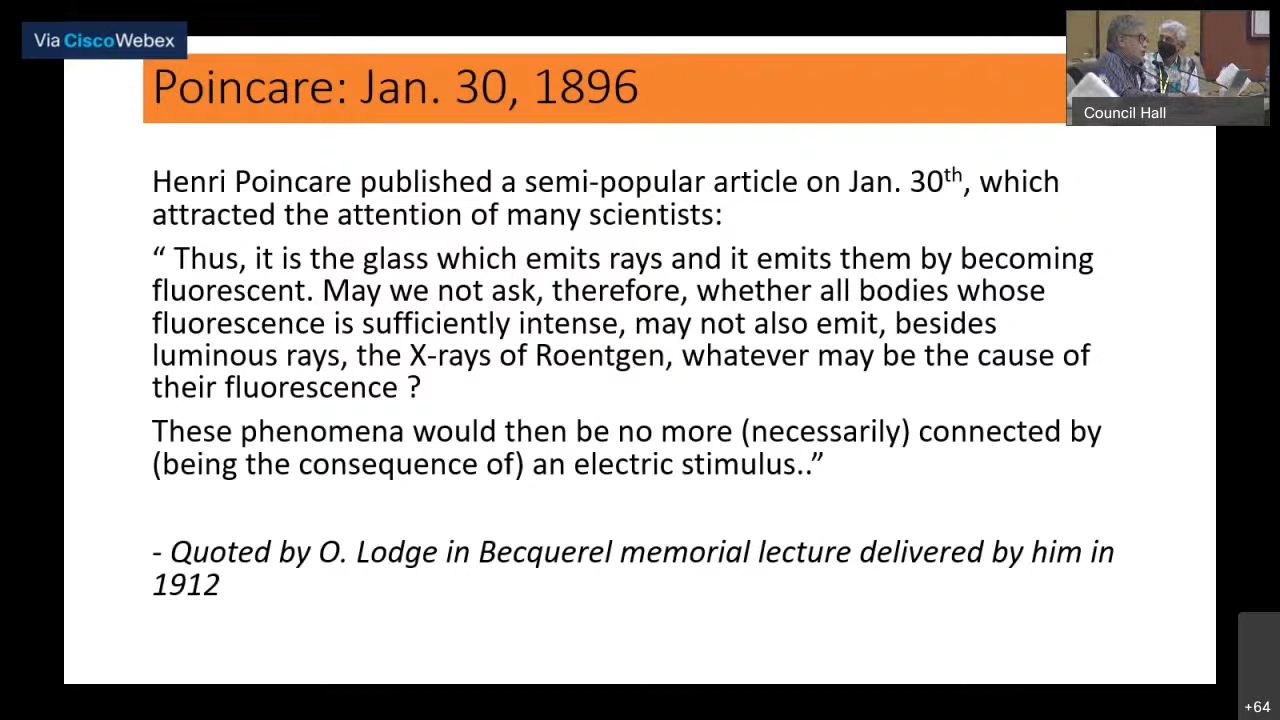 Via CiscoWebex
Poincare: Jan. 30, 1896
Council Hall
Henri Poincare published a semi-popular article on Jan. 30th, which
attracted the attention of many scientists:
“ Thus, it is the glass which emits rays and it emits them by becoming
fluorescent. May we not ask, therefore, whether all bodies whose
fluorescence is sufficiently intense, may not also emit, besides
luminous rays, the X-rays of Roentgen, whatever may be the cause of
their fluorescence ?
These phenomena would then be no more (necessarily) connected by
(being the consequence of) an electric stimulus..”
- Quoted by O. Lodge in Becquerel memorial lecture delivered by him in
1912
+64